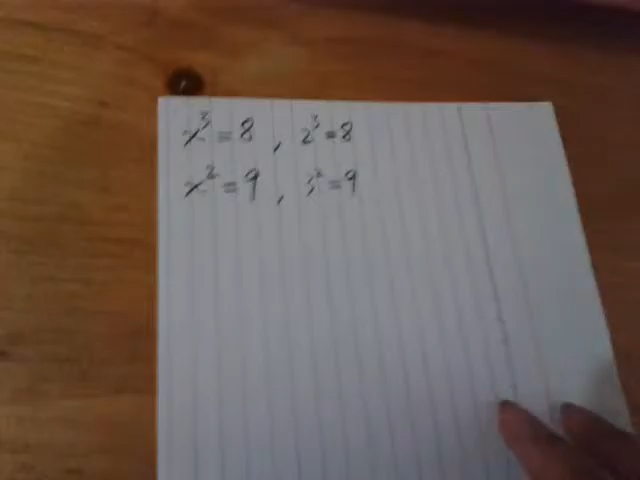 x³ = 8 , 2³ = 8
x² = 9 , 3² = 9